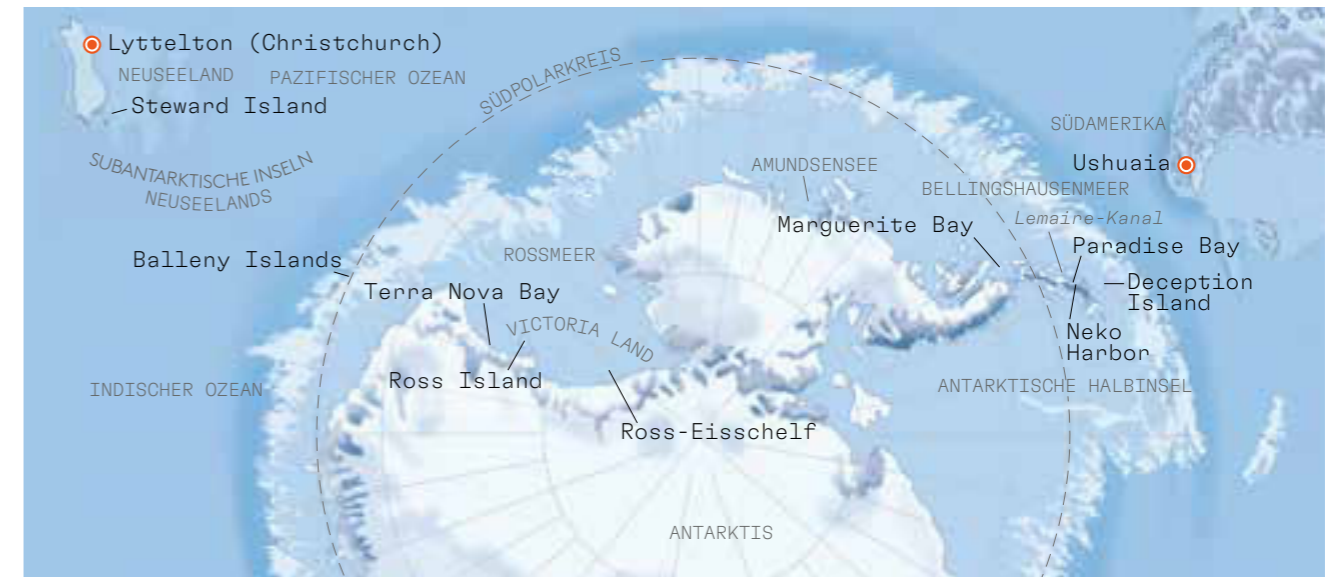 Lyttelton (Christchurch)
NEUSEELAND
PAZIFISCHER OZEAN
Steward Island
SÜDPOLARKREIS
SUBANTARKTISCHE INSELN
NEUSEELANDS
SÜDAMERIKA
Ushuaia
AMUNDSENSEE
BELLINGSHAUSENMEER
Lemaire-Kanal
Marguerite Bay
Paradise Bay
Balleny Islands
ROSSMEER
Deception
Island
Terra Nova Bay
VICTORIA LAND
Neko
Harbor
Ross Island
INDISCHER OZEAN
ANTARKTISCHE HALBINSEL
Ross-Eisschelf
ANTARKTIS